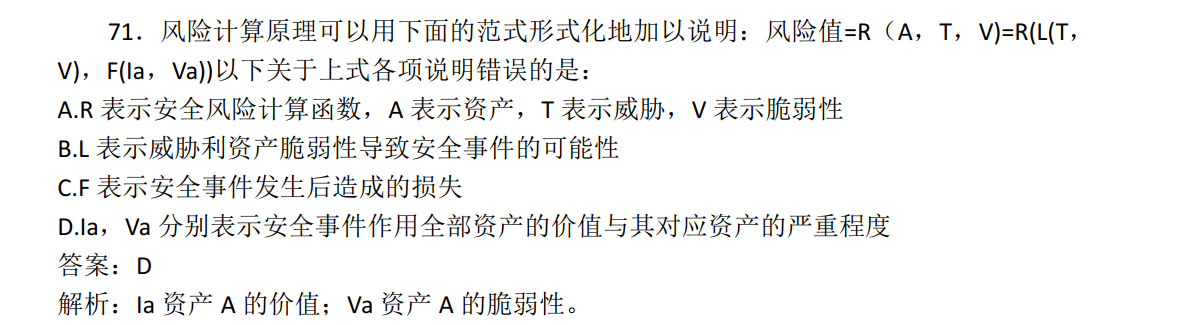 71．风险计算原理可以用下面的范式形式化地加以说明：风险值=R（A，T，V)=R(L(T，
V)，F(Ia，Va))以下关于上式各项说明错误的是：
A.R 表示安全风险计算函数，A 表示资产，T 表示威胁，V 表示脆弱性
B.L 表示威胁利资产脆弱性导致安全事件的可能性
C.F 表示安全事件发生后造成的损失
D.Ia，Va 分别表示安全事件作用全部资产的价值与其对应资产的严重程度
答案：D
解析：Ia 资产 A 的价值；Va 资产 A 的脆弱性。